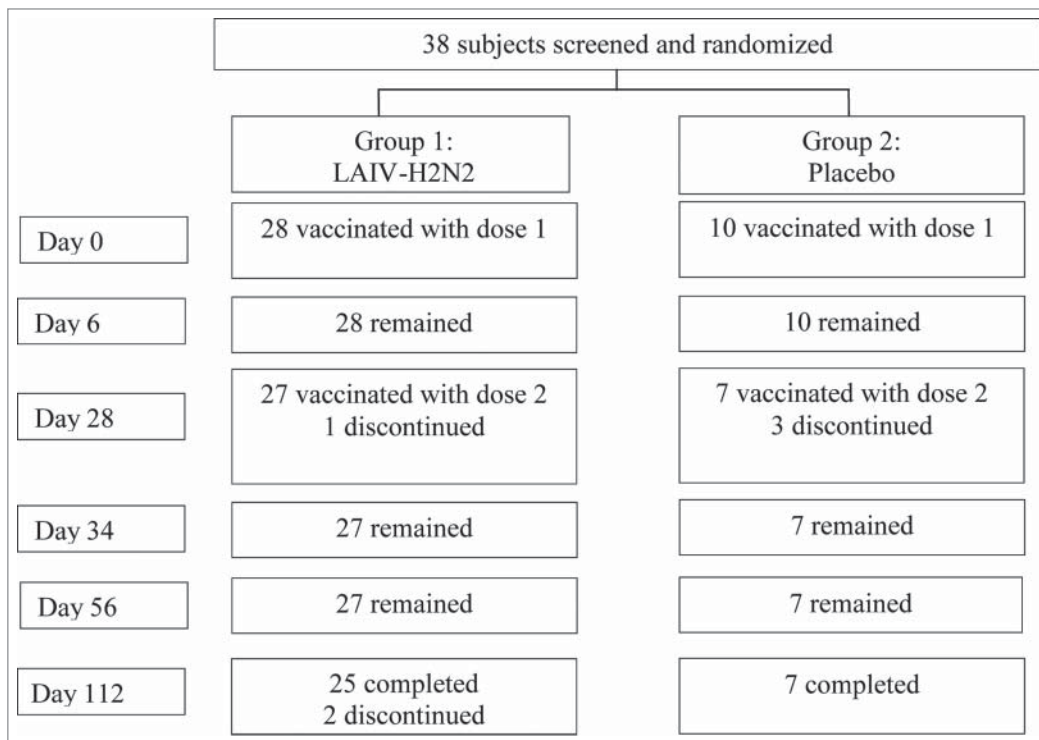 38 subjects screened and randomized
Group 1:
LAIV-H2N2
Group 2:
Placebo
Day 0
28 vaccinated with dose 1
10 vaccinated with dose 1
Day 6
28 remained
10 remained
Day 28
27 vaccinated with dose 2
1 discontinued
7 vaccinated with dose 2
3 discontinued
Day 34
27 remained
7 remained
Day 56
27 remained
7 remained
Day 112
25 completed
2 discontinued
7 completed